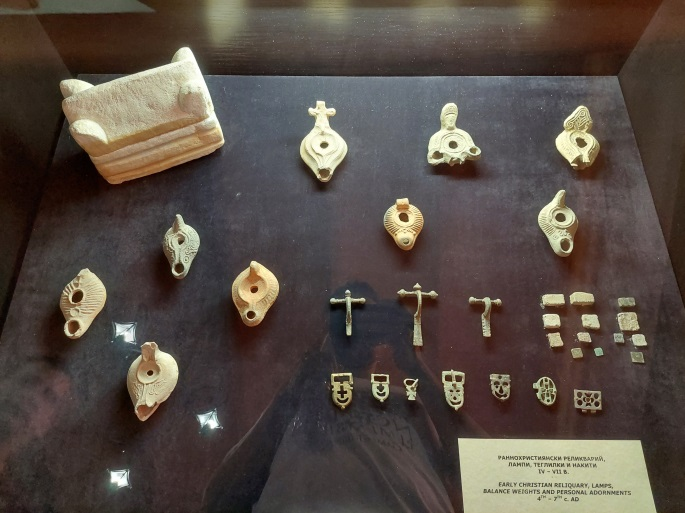 РАННОХРИСТИЯНСКИ РЕЛИКВАРИЙ,
ЛАМПИ, ТЕГЛИЛКИ И НАКИТИ
IV – VII В.
EARLY CHRISTIAN RELIQUARY, LAMPS,
BALANCE WEIGHTS AND PERSONAL ADORNMENTS
4TH – 7TH C. AD